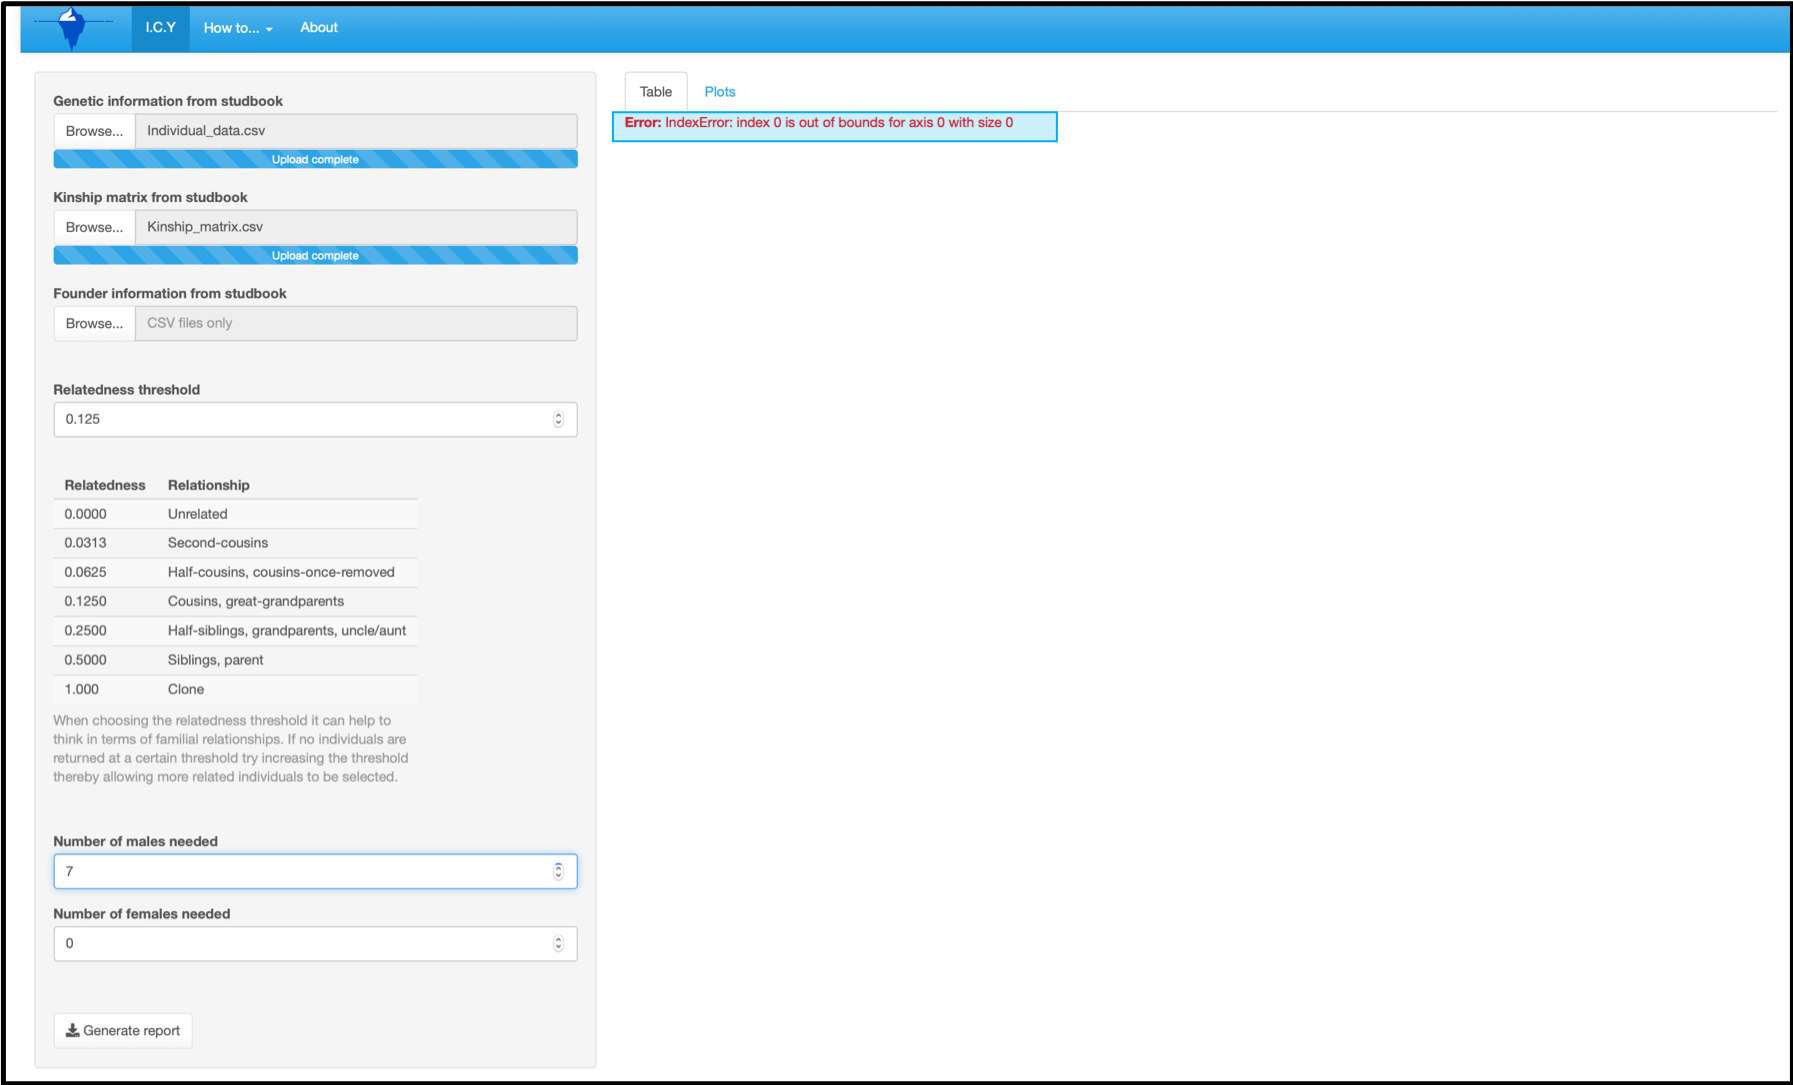 I.C.Y How to... About
Genetic information from studbook
Browse... Individual_data.csv
Upload complete
Kinship matrix from studbook
Browse... Kinship_matrix.csv
Upload complete
Founder information from studbook
Browse... CSV files only
Relatedness threshold
0.125
Relatedness Relationship
0.0000 Unrelated
0.0313 Second-cousins
0.0625 Half-cousins, cousins-once-removed
0.1250 Cousins, great-grandparents
0.2500 Half-siblings, grandparents, uncle/aunt
0.5000 Siblings, parent
1.000 Clone
When choosing the relatedness threshold it can help to
think in terms of familial relationships. If no individuals are
returned at a certain threshold try increasing the threshold
thereby allowing more related individuals to be selected.
Number of males needed
7
Number of females needed
0
Generate report
Table Plots
Error: IndexError: index 0 is out of bounds for axis 0 with size 0